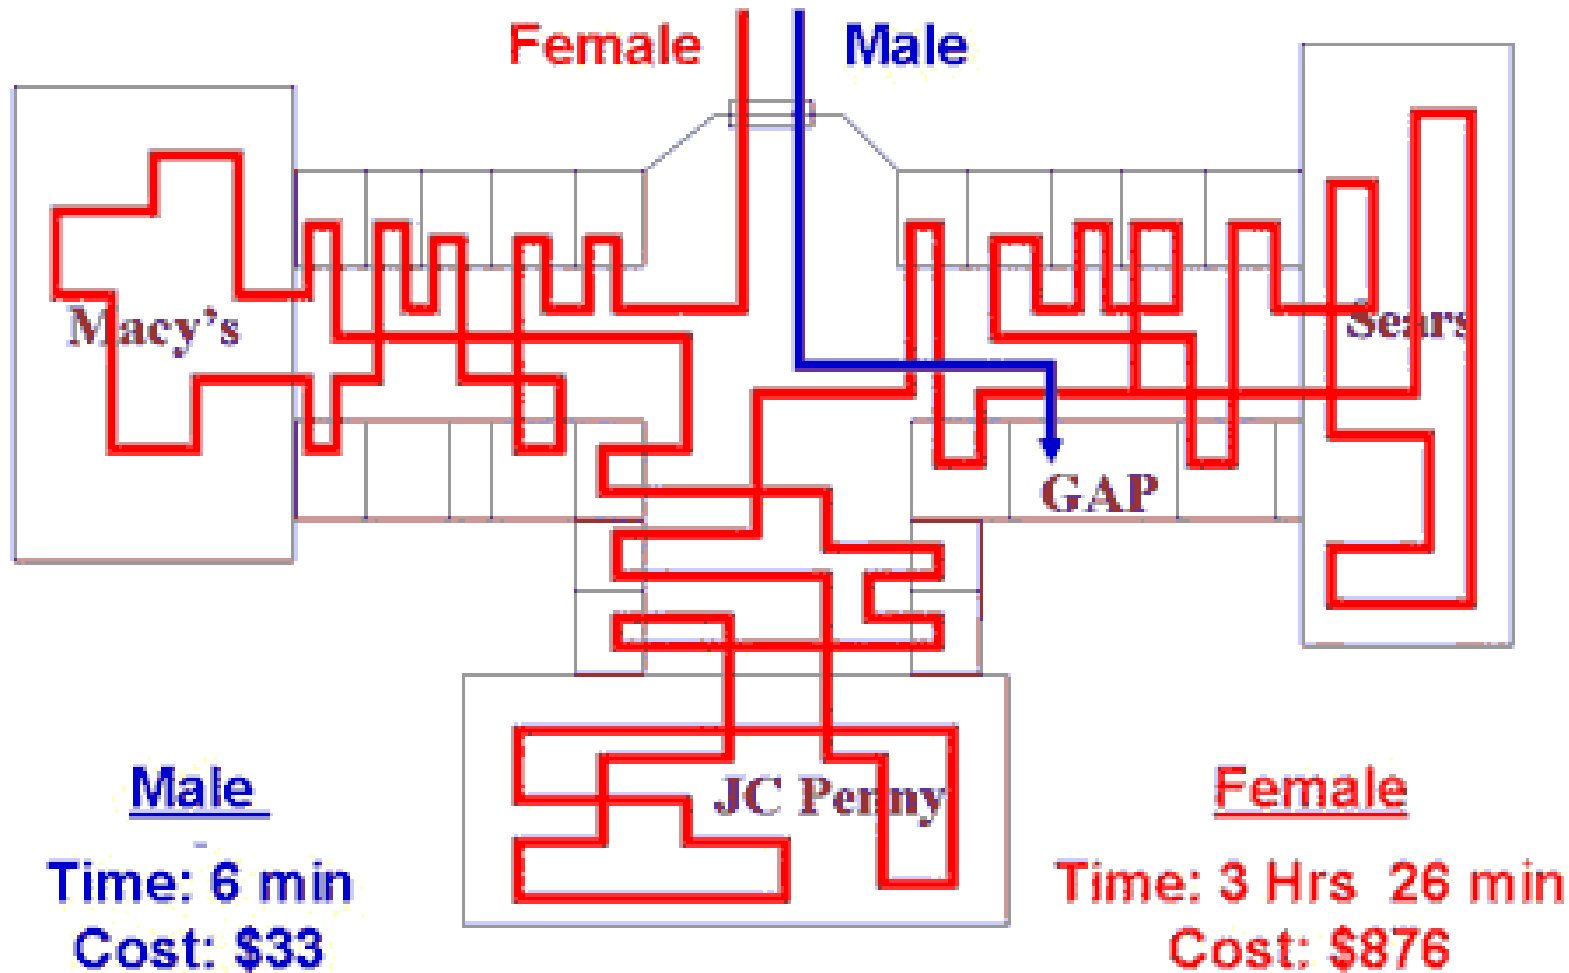 Female
Male
Macy's
Sears
GAP
JC Penny
Male
-
Time: 6 min
Cost: $33
Female
Time: 3 Hrs 26 min
Cost: $876